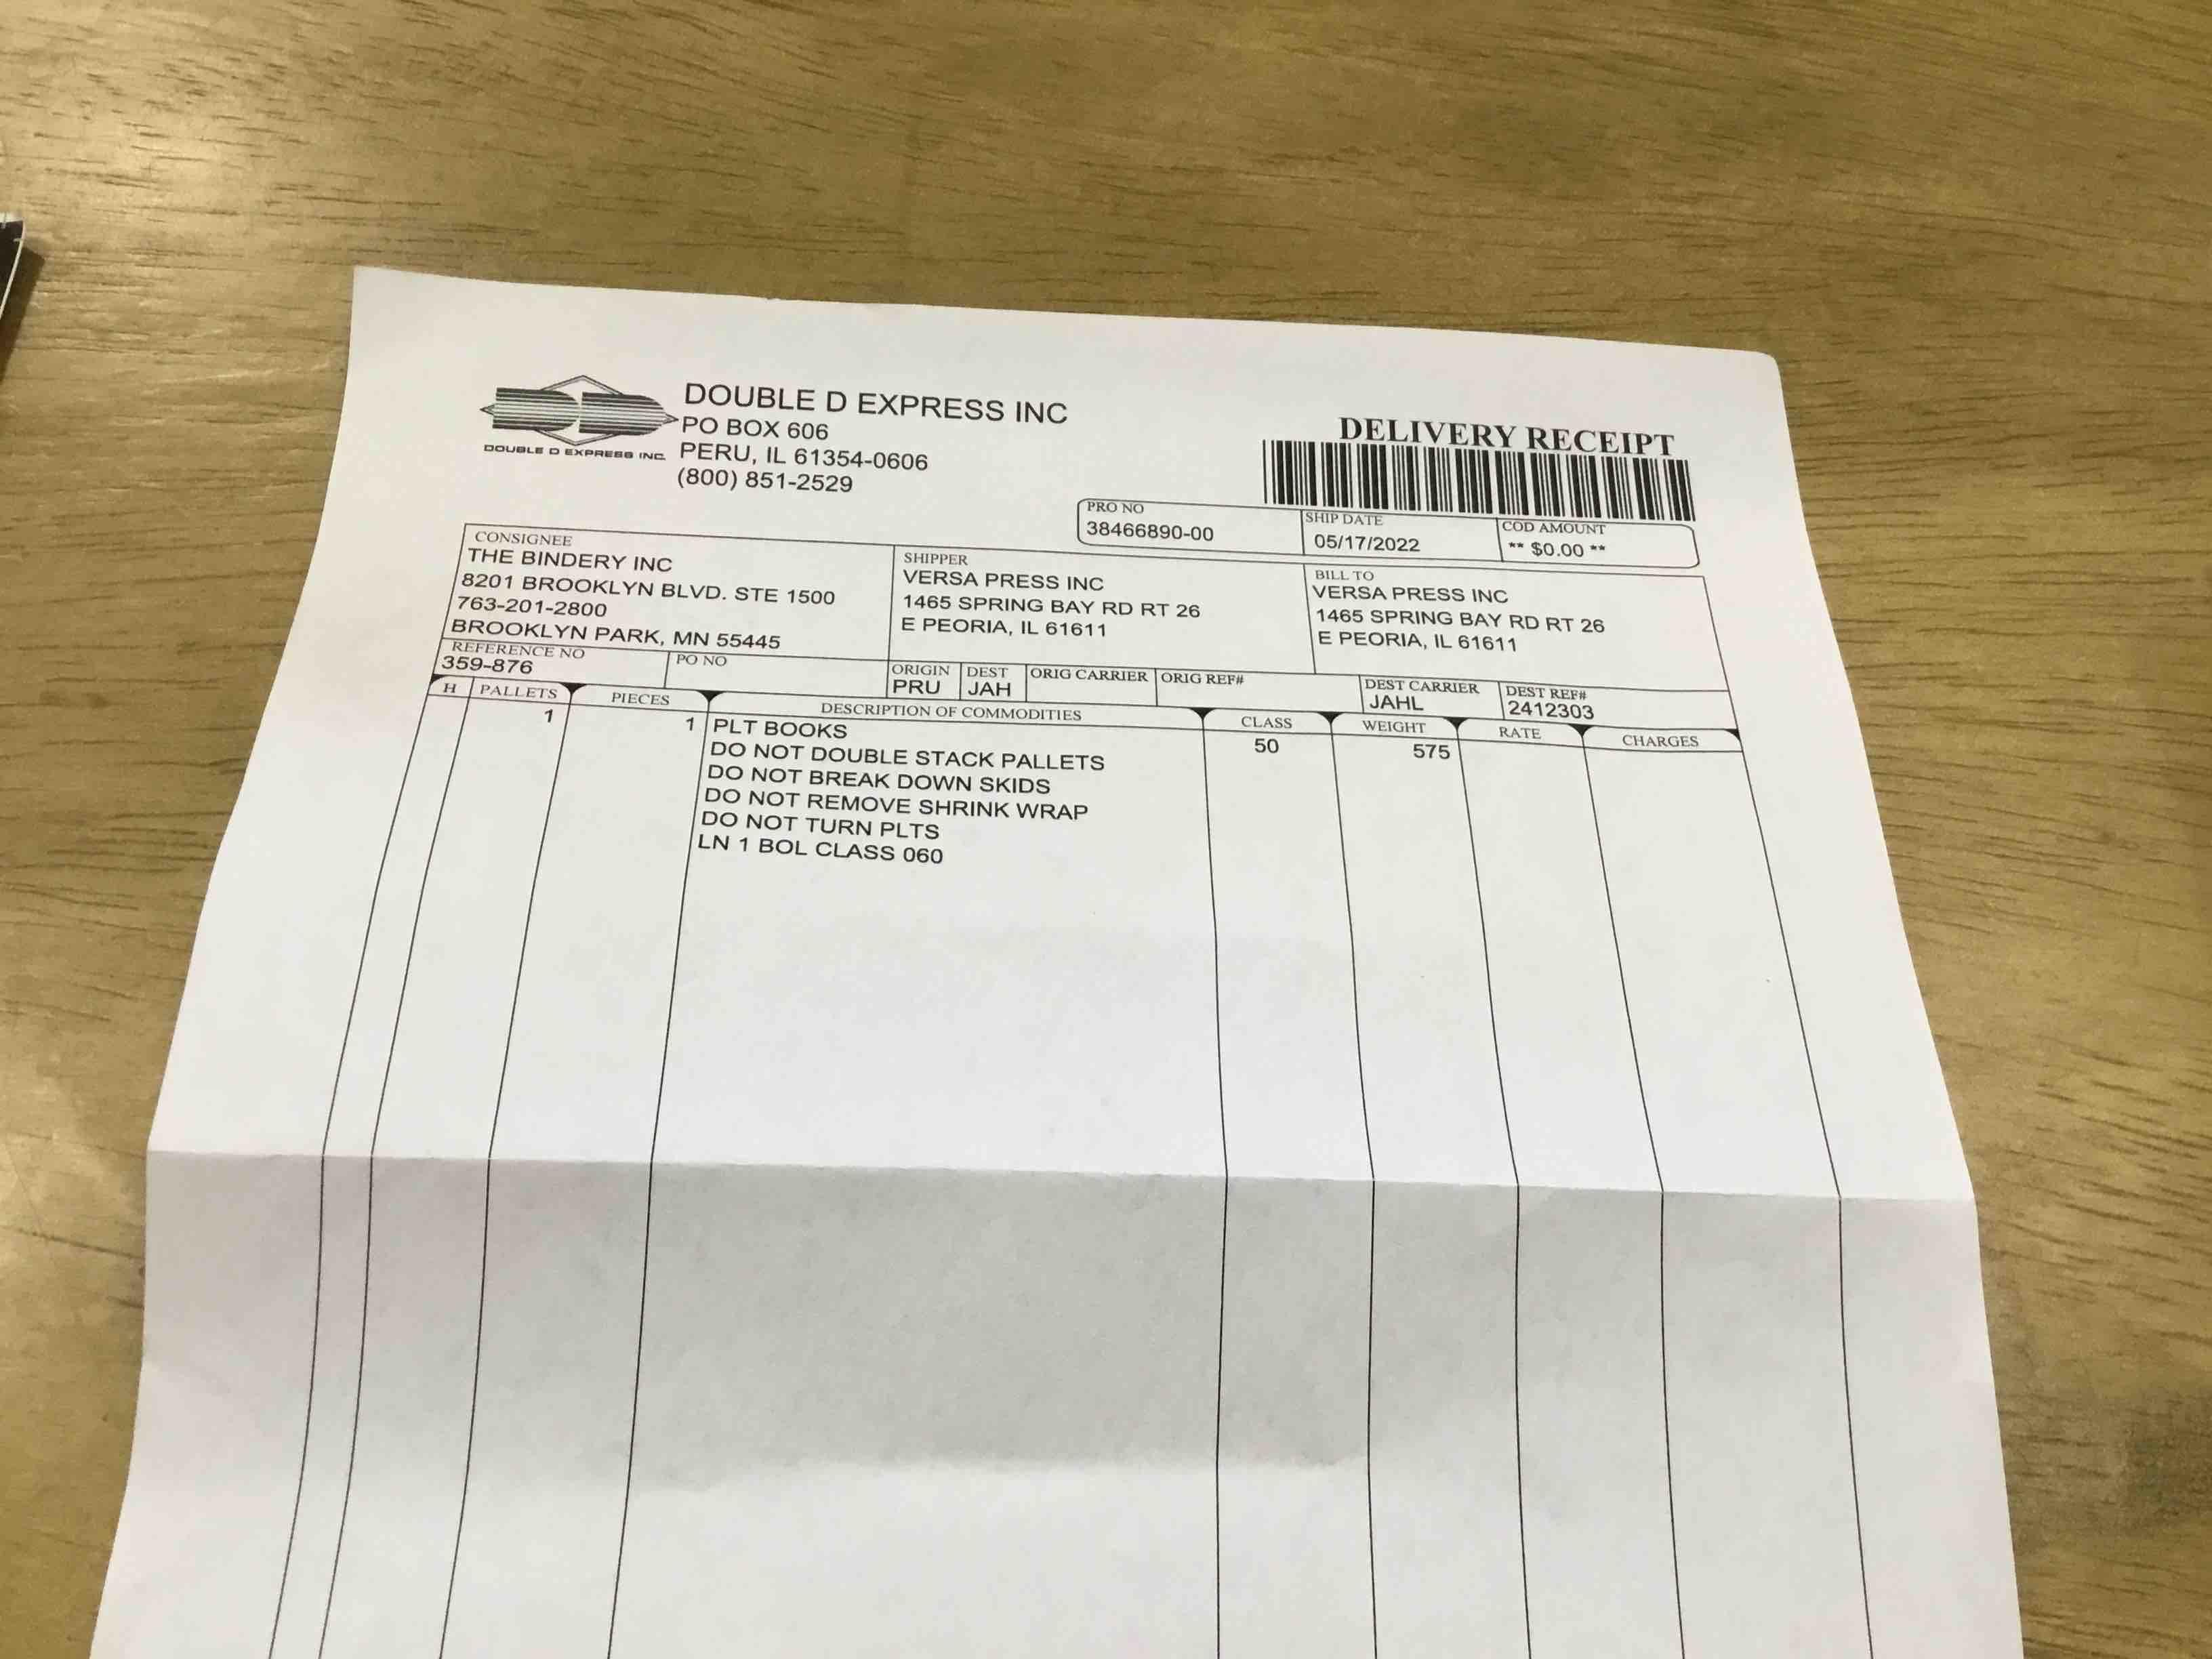 DOUBLE D EXPRESS INC
PO BOX 606
PERU, IL 61354-0606
(800) 851-2529
DOUBLE D EXPRESS INC.
DELIVERY RECEIPT
PRO NO
38466890-00
SHIP DATE
05/17/2022
COD AMOUNT
** $0.00 **
CONSIGNEE
THE BINDERY INC
8201 BROOKLYN BLVD. STE 1500
763-201-2800
BROOKLYN PARK, MN 55445
SHIPPER
VERSA PRESS INC
1465 SPRING BAY RD RT 26
E PEORIA, IL 61611
BILL TO
VERSA PRESS INC
1465 SPRING BAY RD RT 26
E PEORIA, IL 61611
REFERENCE NO
359-876
PO NO
ORIGIN
PRU
DEST
JAH
ORIG CARRIER
ORIG REF#
DEST CARRIER
JAHL
DEST REF#
2412303
H PALLETS PIECES DESCRIPTION OF COMMODITIES CLASS WEIGHT RATE CHARGES
1 1 PLT BOOKS 50 575
DO NOT DOUBLE STACK PALLETS
DO NOT BREAK DOWN SKIDS
DO NOT REMOVE SHRINK WRAP
DO NOT TURN PLTS
LN 1 BOL CLASS 060